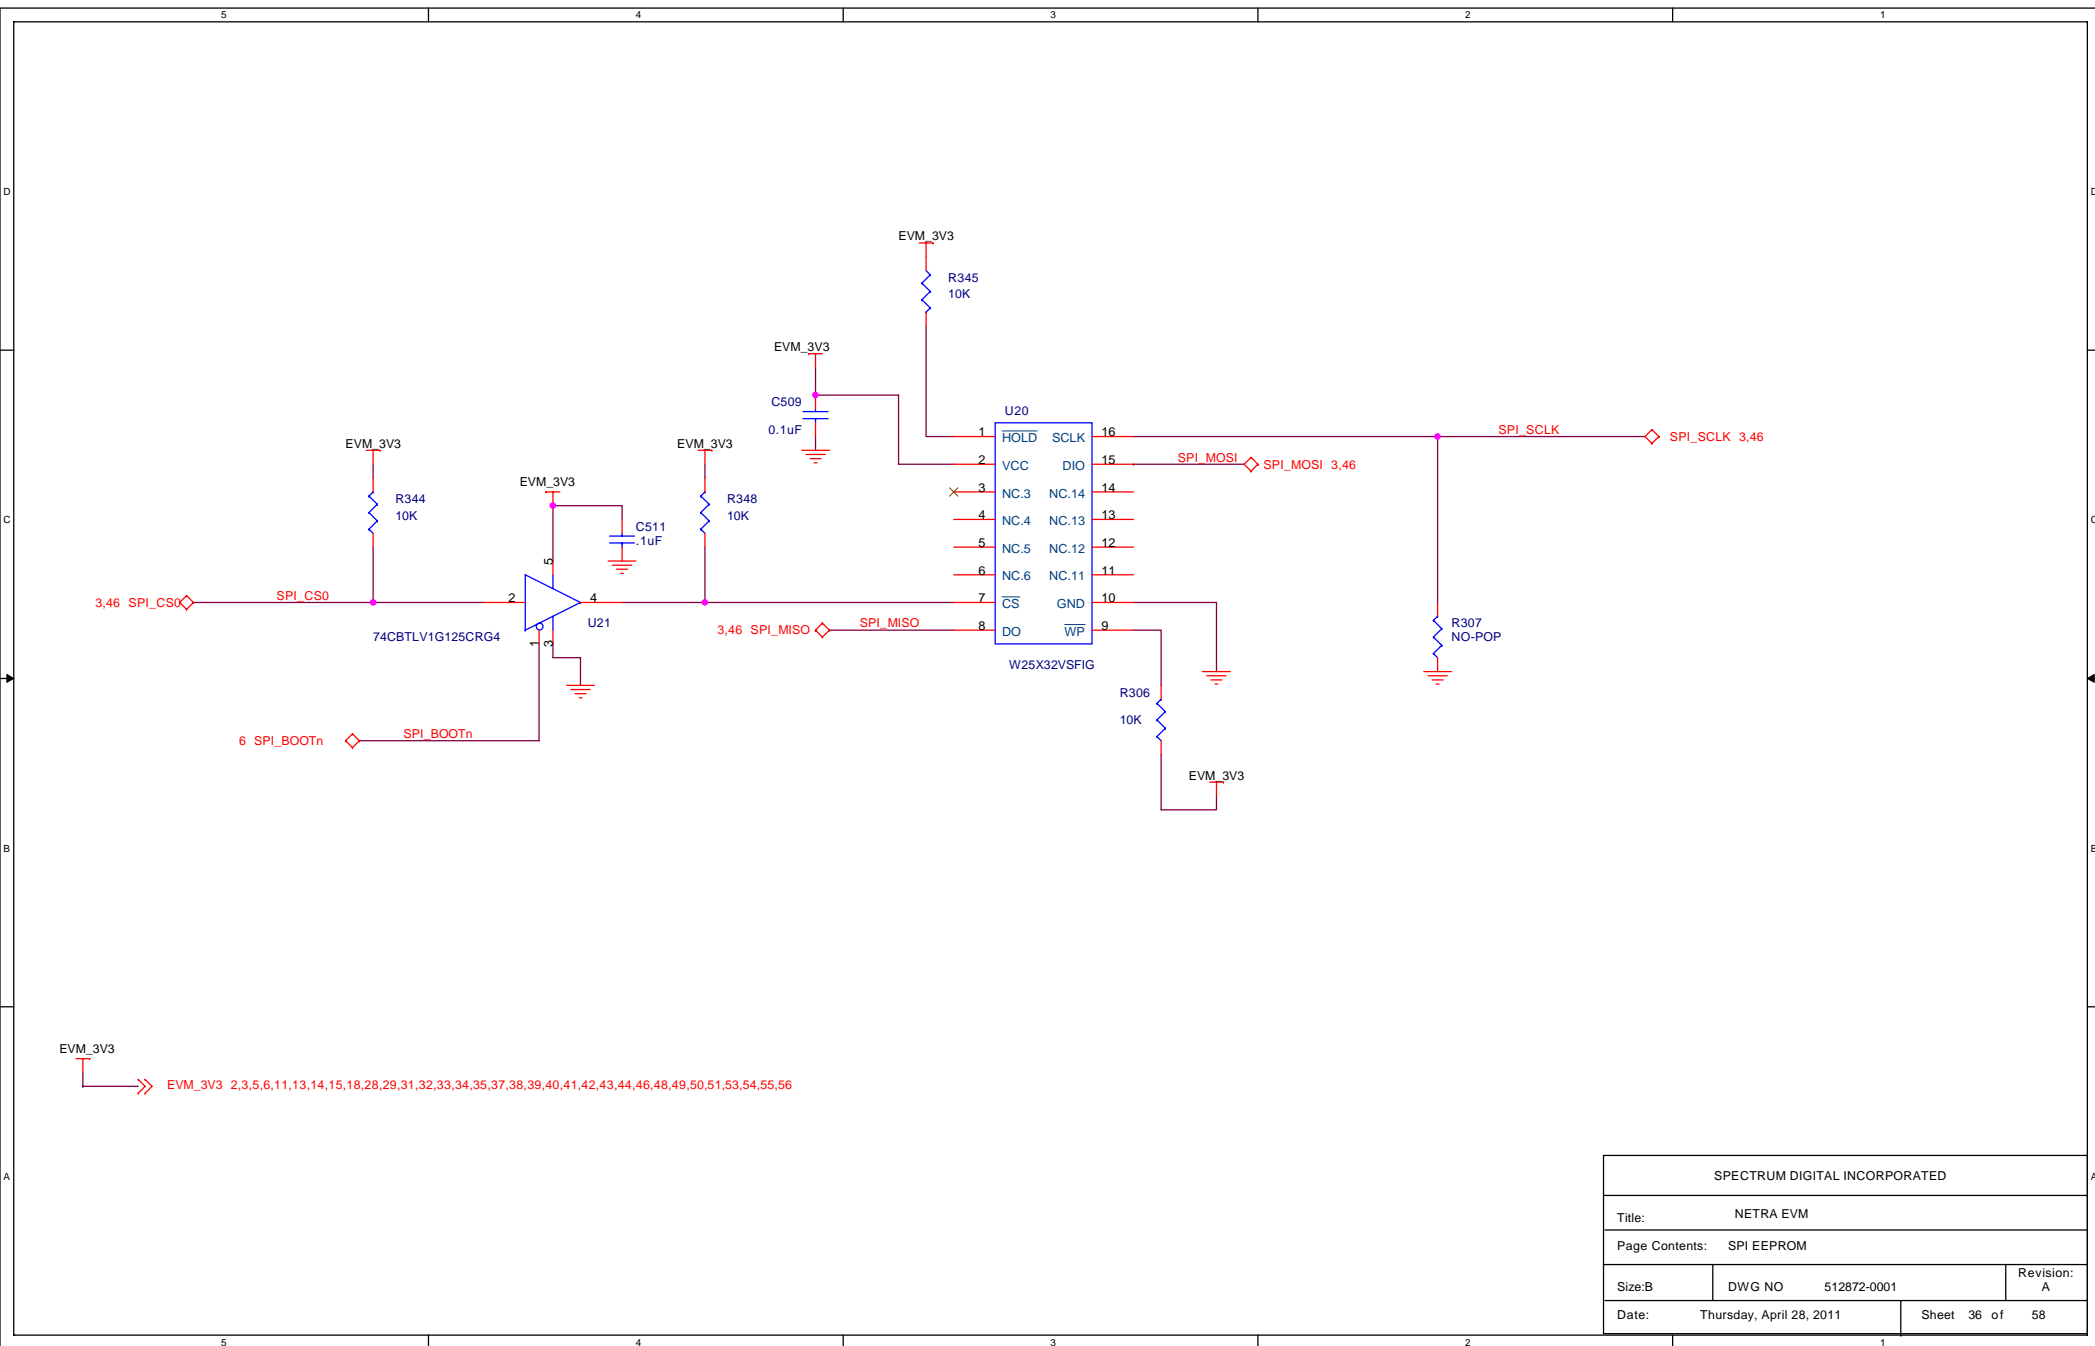 5 4 3 2 1
D D
EVM_3V3
R345
10K
EVM_3V3
C509
0.1uF
U20
EVM_3V3
EVM_3V3
1 HOLD SCLK 16
SPI_SCLK
SPI_SCLK 3,46
2 VCC DIO 15
SPI_MOSI
SPI_MOSI 3,46
EVM_3V3
3 NC.3 NC.14 14
R344
10K
R348
10K
C C
4 NC.4 NC.13 13
C511
.1uF
5 NC.5 NC.12 12
5
6 NC.6 NC.11 11
3,46 SPI_CS0
SPI_CS0
2
4
7 CS GND 10
U21
3,46 SPI_MISO
SPI_MISO
8 DO WP 9
R307
NO-POP
74CBTLV1G125CRG4
1
3
W25X32VSFIG
R306
10K
6 SPI_BOOTn
SPI_BOOTn
EVM_3V3
B B
EVM_3V3
EVM_3V3 2,3,5,6,11,13,14,15,18,28,29,31,32,33,34,35,37,38,39,40,41,42,43,44,46,48,49,50,51,53,54,55,56
A A
SPECTRUM DIGITAL INCORPORATED
Title: NETRA EVM
Page Contents: SPI EEPROM
Size:B DWG NO 512872-0001 Revision: A
Date: Thursday, April 28, 2011 Sheet 36 of 58
5 4 3 2 1